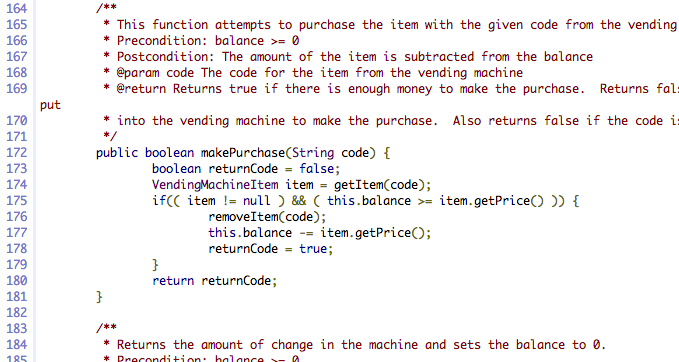 164 /**
165 * This function attempts to purchase the item with the given code from the vending
166 * Precondition: balance >= 0
167 * Postcondition: The amount of the item is subtracted from the balance
168 * @param code The code for the item from the vending machine
169 * @return Returns true if there is enough money to make the purchase.  Returns fal
put
170 * into the vending machine to make the purchase.  Also returns false if the code i
171 */
172 public boolean makePurchase(String code) {
173 boolean returnCode = false;
174 VendingMachineItem item = getItem(code);
175 if(( item != null ) && ( this.balance >= item.getPrice() )) {
176 removeItem(code);
177 this.balance -= item.getPrice();
178 returnCode = true;
179 }
180 return returnCode;
181 }
182
183 /**
184 * Returns the amount of change in the machine and sets the balance to 0.
185 * Precondition: balance >= 0